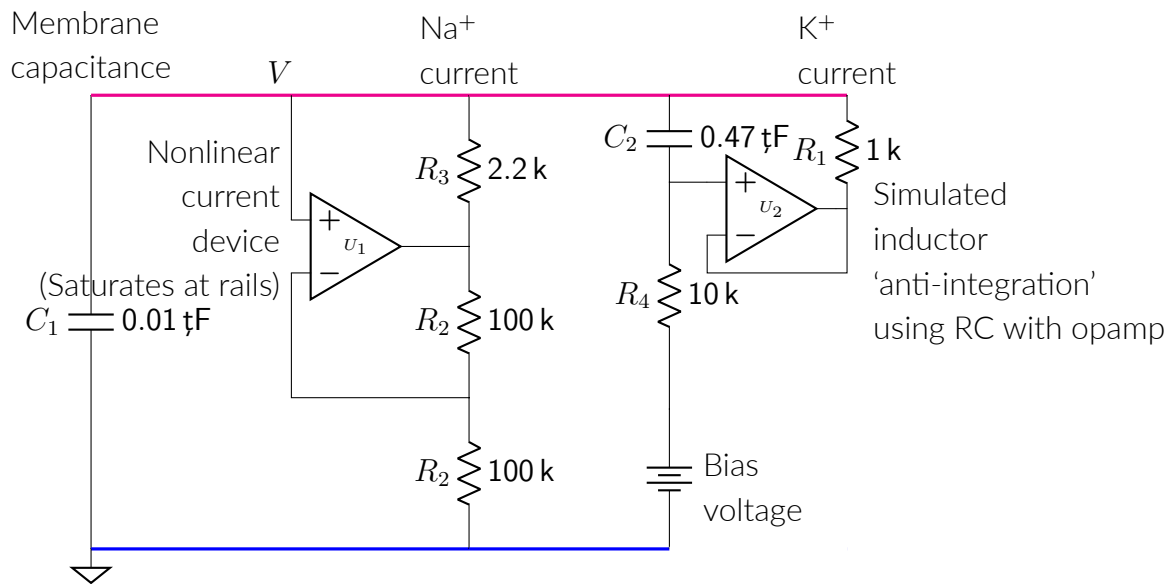 Membrane
capacitance
V
Na⁺
current
K⁺
current
Nonlinear
current
device
(Saturates at rails)
C₁ 0.01 ţF
+
−
U₁
R₃ 2.2 k
R₂ 100 k
R₂ 100 k
C₂ 0.47 ţF
+
−
U₂
R₁ 1 k
R₄ 10 k
Simulated
inductor
‘anti-integration’
using RC with opamp
Bias
voltage